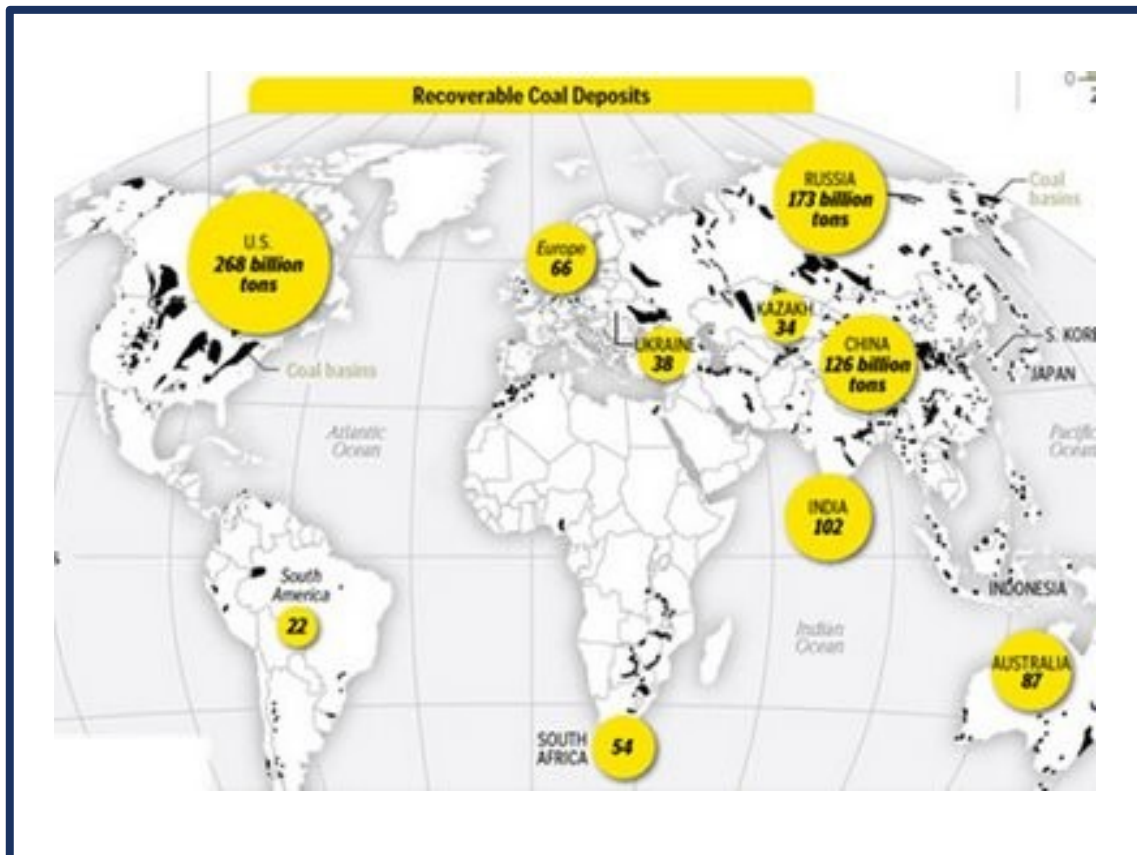 Recoverable Coal Deposits
0
2
RUSSIA
173 billion
tons
Coal
basins
U.S.
268 billion
tons
Europe
66
KAZAKH.
34
UKRAINE
38
CHINA
126 billion
tons
S. KORE
JAPAN
Coal basins
Atlantic
Ocean
Pacific
Ocean
INDIA
102
South
America
22
INDONESIA
Indian
Ocean
AUSTRALIA
87
SOUTH
AFRICA
54
S